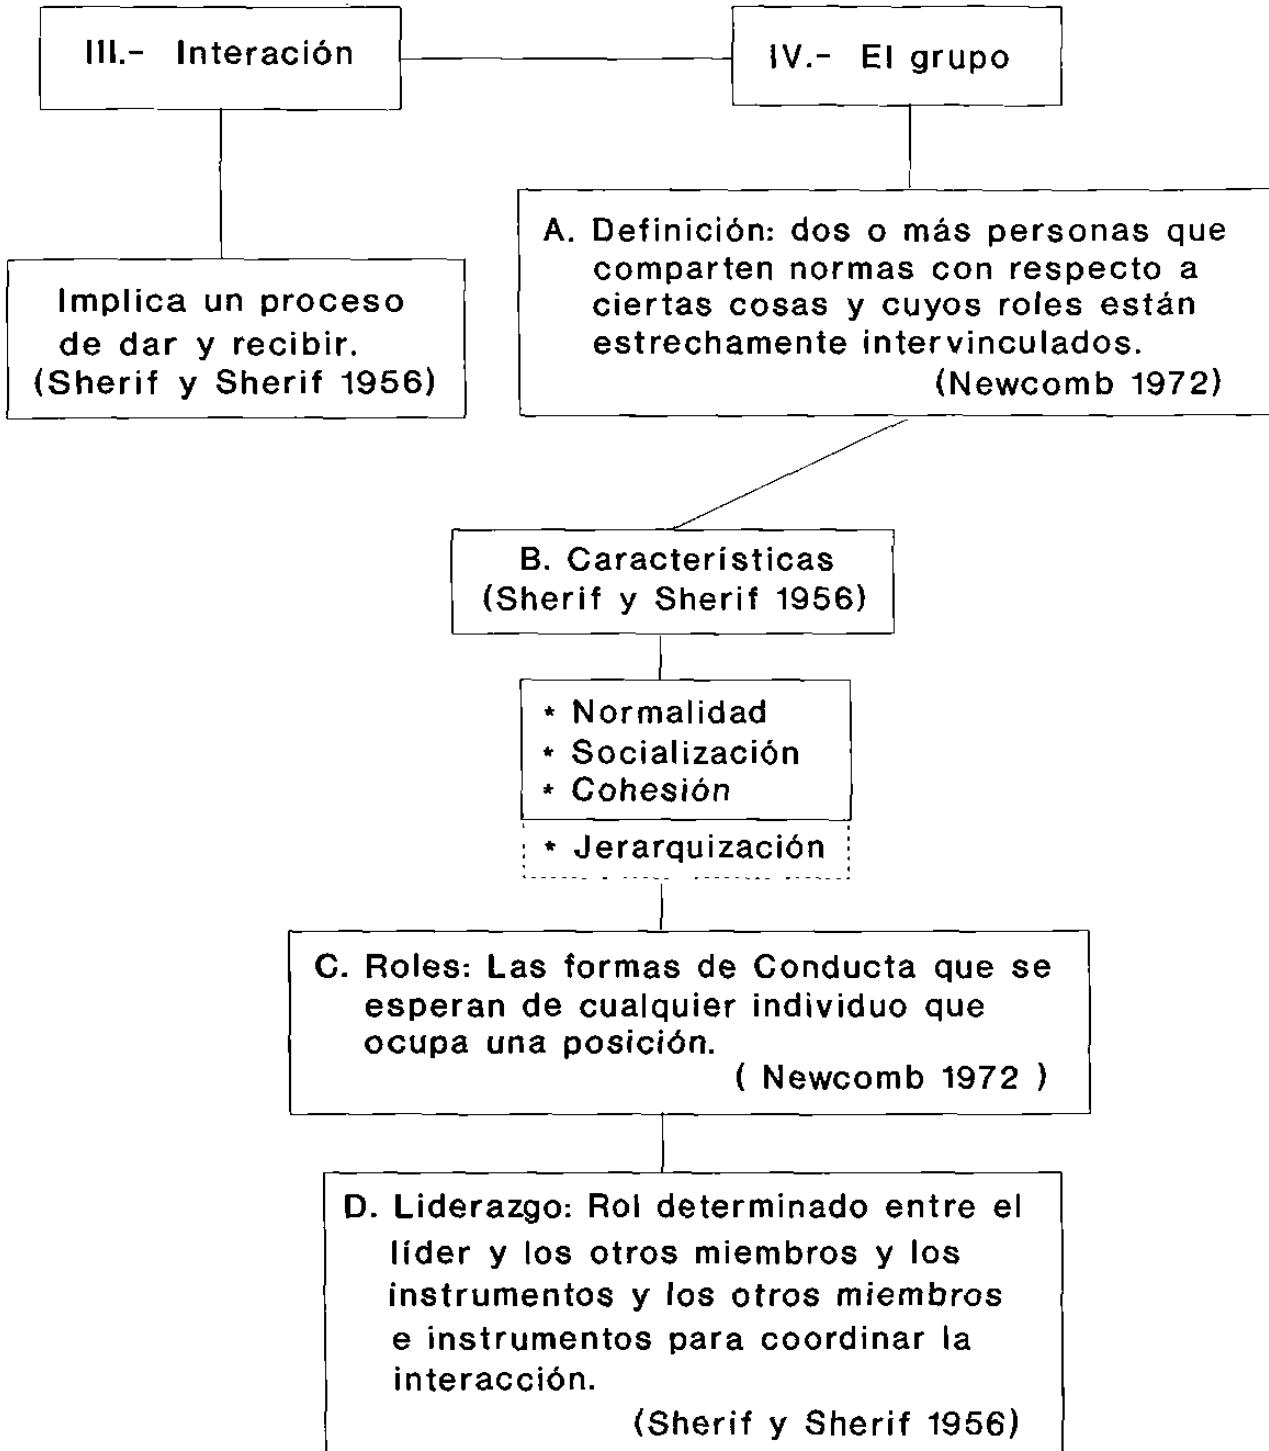 III.- Interación
IV.- El grupo
Implica un proceso
de dar y recibir.
(Sherif y Sherif 1956)
A. Definición: dos o más personas que
comparten normas con respecto a
ciertas cosas y cuyos roles están
estrechamente intervinculados.
(Newcomb 1972)
B. Características
(Sherif y Sherif 1956)
* Normalidad
* Socialización
* Cohesión
* Jerarquización
C. Roles: Las formas de Conducta que se
esperan de cualquier individuo que
ocupa una posición.
( Newcomb 1972 )
D. Liderazgo: Rol determinado entre el
líder y los otros miembros y los
instrumentos y los otros miembros
e instrumentos para coordinar la
interacción.
(Sherif y Sherif 1956)